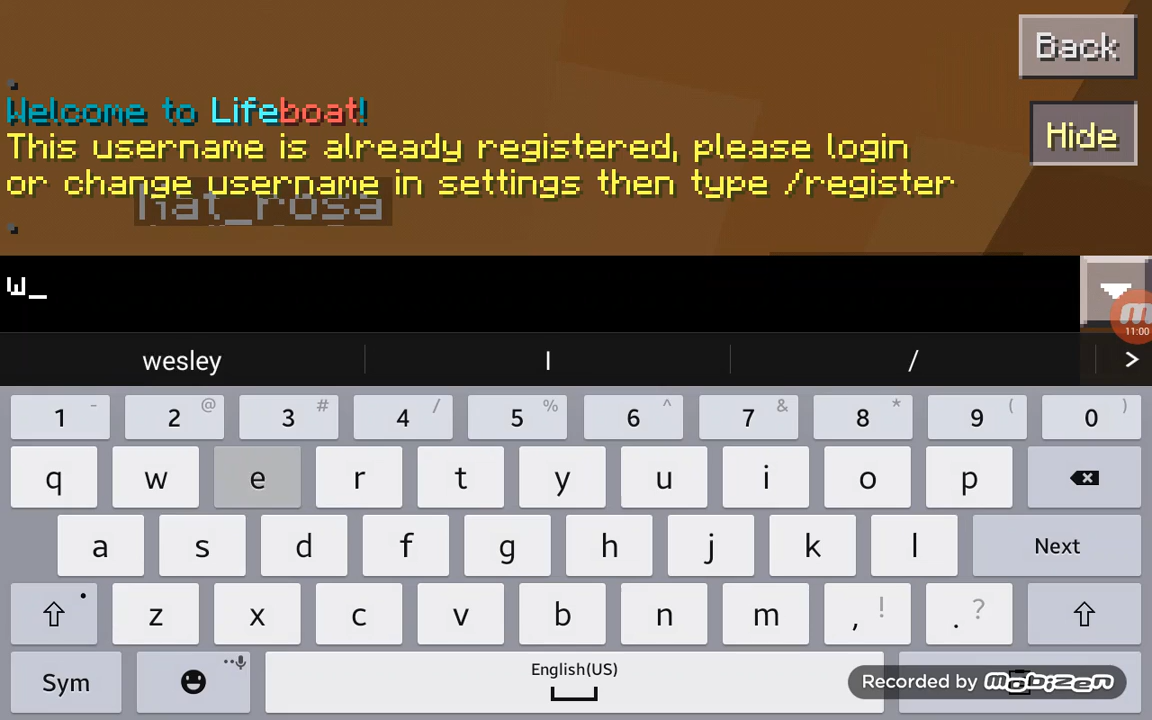 Back
Welcome to Lifeboat!
This username is already registered, please login
Hide
or change username in settings then type /register
w_
11:00
wesley
I
/
>
1 - 2 @ 3 # 4 / 5 % 6 ^ 7 & 8 * 9 ( 0 )
q w e r t y u i o p
a s d f g h j k l Next
z x c v b n m , ! . ?
Sym
English(US)
Recorded by mobizen